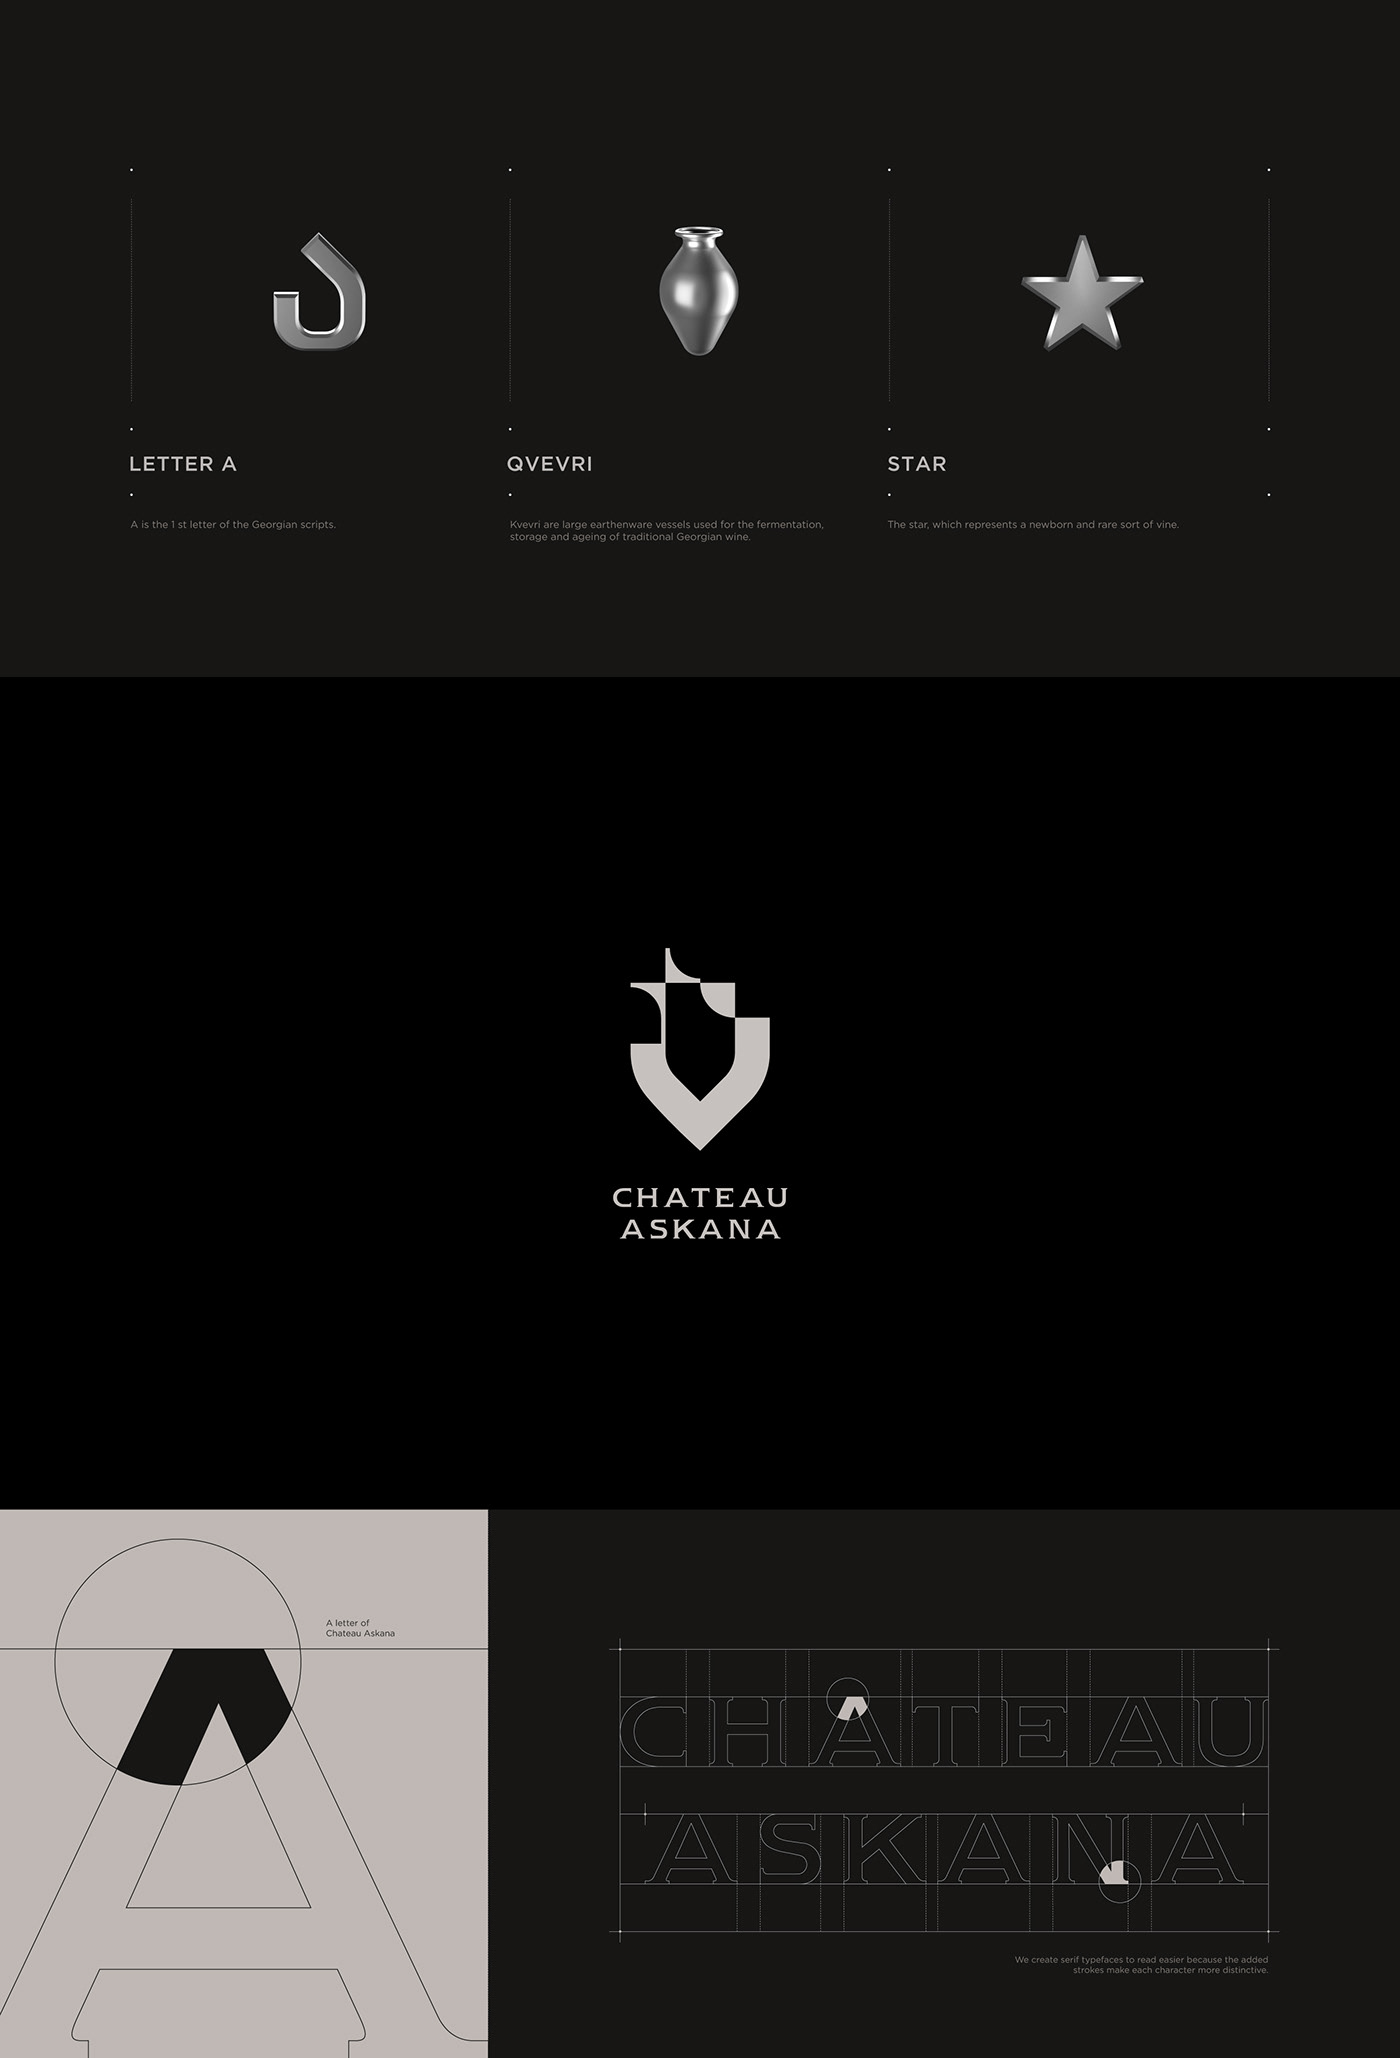 LETTER A
QVEVRI
STAR
A is the 1 st letter of the Georgian scripts.
Kvevri are large earthenware vessels used for the fermentation,
storage and ageing of traditional Georgian wine.
The star, which represents a newborn and rare sort of vine.
CHATEAU
ASKANA
A letter of
Chateau Askana
A
CHATEAU
ASKANA
We create serif typefaces to read easier because the added
strokes make each character more distinctive.